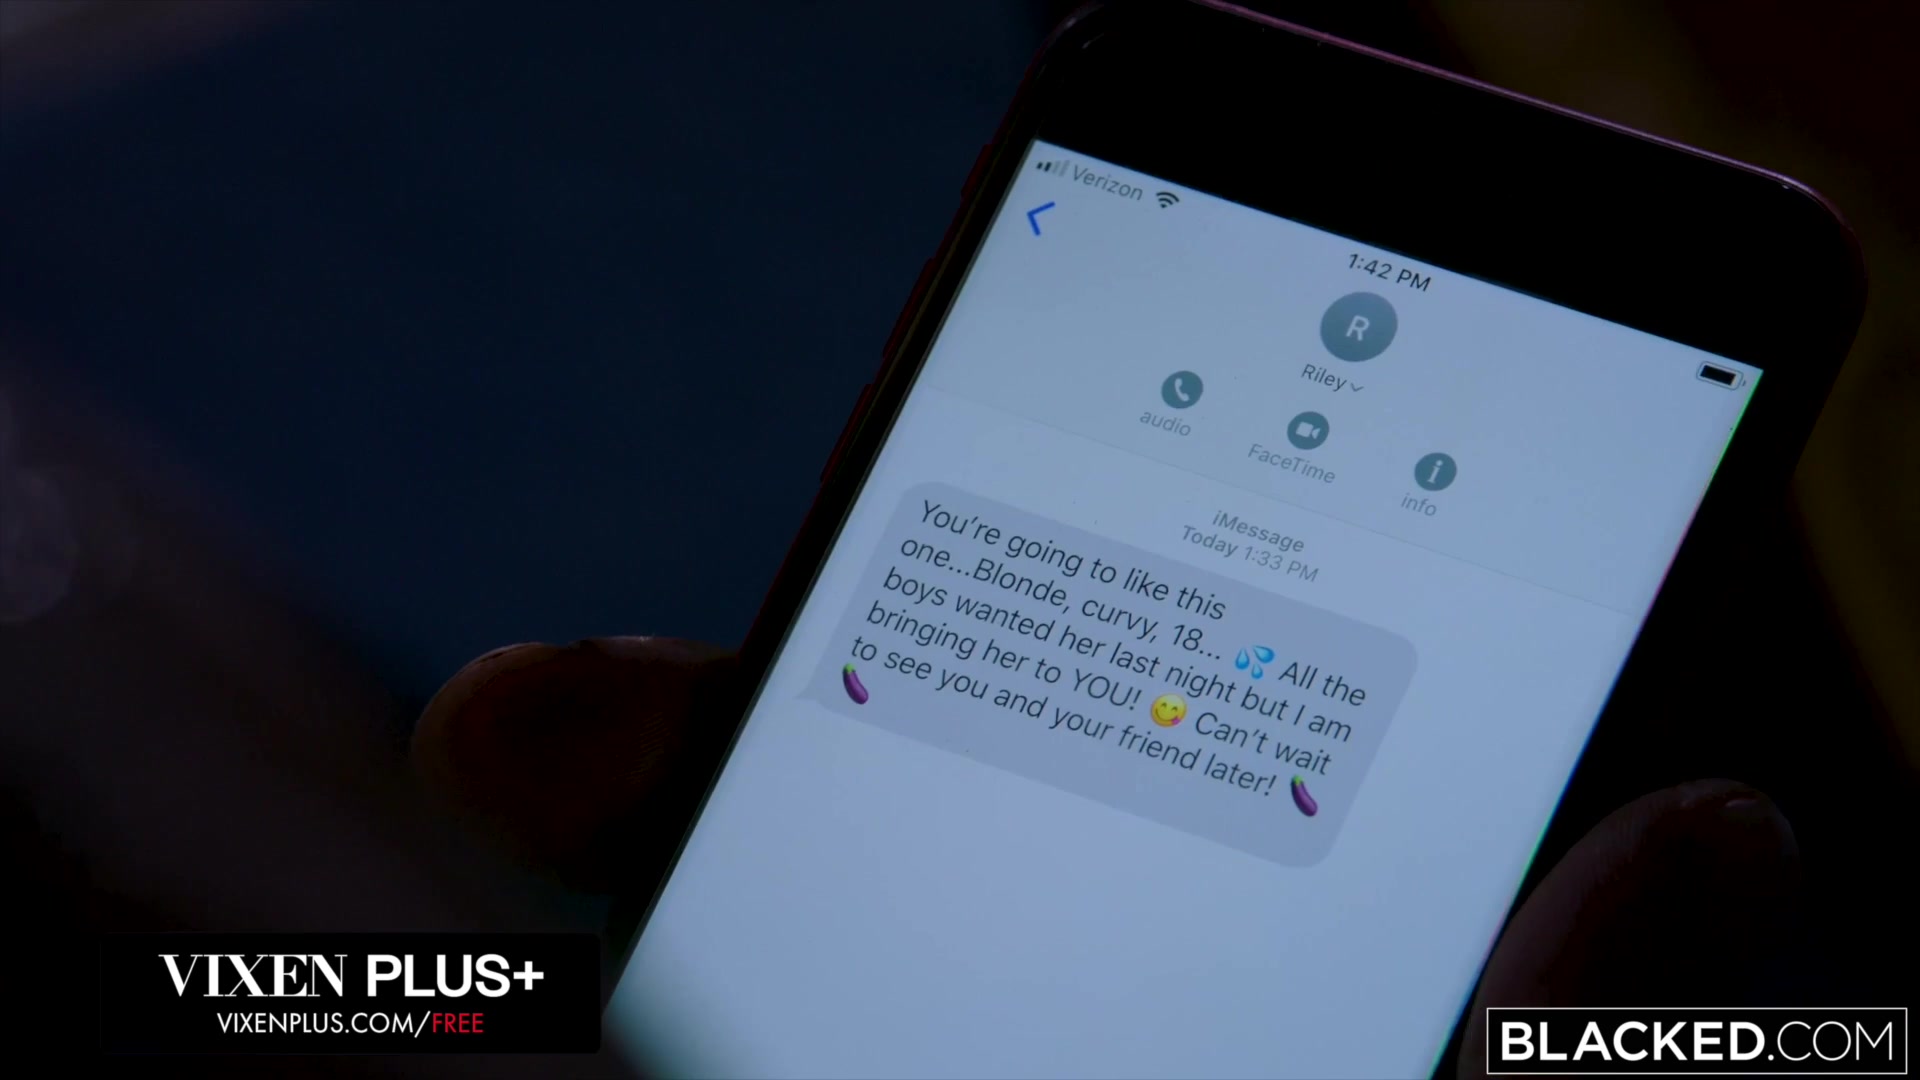 Verizon
1:42 PM
R
Riley
audio
FaceTime
info
iMessage
Today 1:33 PM
You're going to like this
one...Blonde, curvy, 18... 💦 All the
boys wanted her last night but I am
bringing her to YOU! 😋 Can't wait
to see you and your friend later! 🍆
🍆
VIXEN PLUS+
VIXENPLUS.COM/FREE
BLACKED.COM